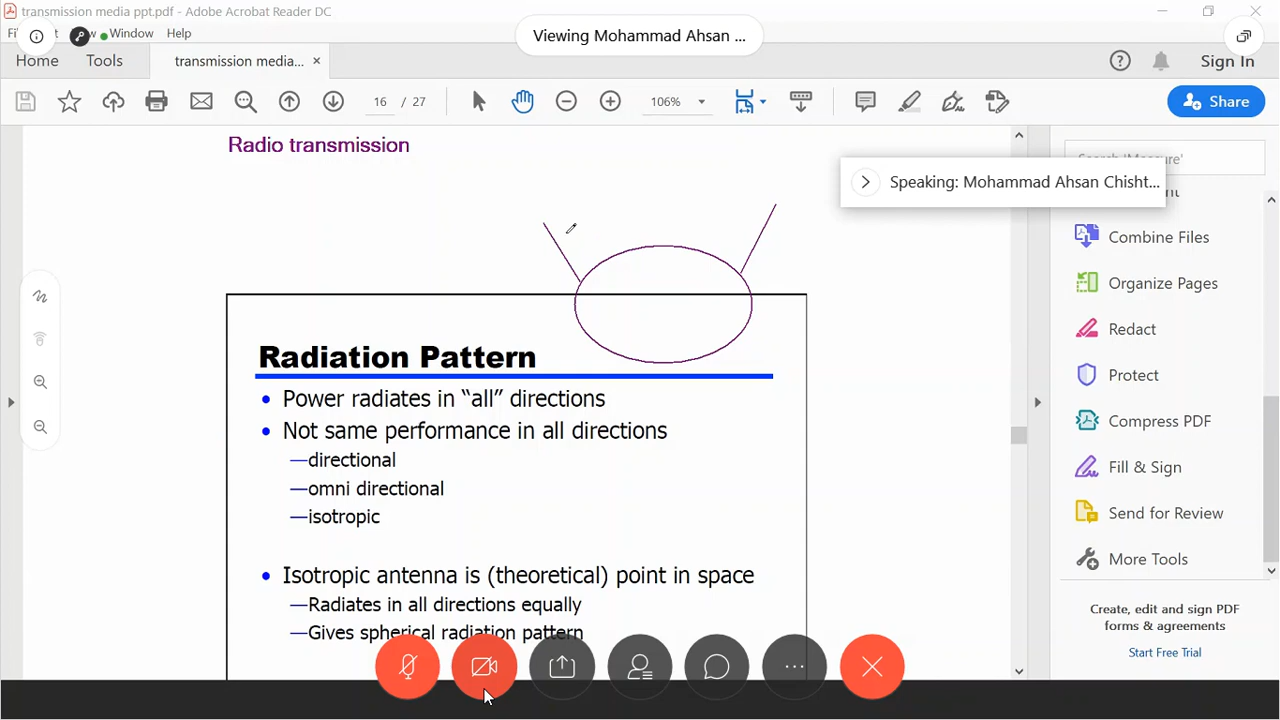 transmission media ppt.pdf - Adobe Acrobat Reader DC
Window Help
Viewing Mohammad Ahsan ...
Home Tools transmission media... × Sign In
16 / 27 106% Share
Radio transmission
Speaking: Mohammad Ahsan Chisht...
Combine Files
Organize Pages
Redact
Protect
Compress PDF
Fill & Sign
Send for Review
More Tools
Create, edit and sign PDF
forms & agreements
Start Free Trial
Radiation Pattern
• Power radiates in “all” directions
• Not same performance in all directions
—directional
—omni directional
—isotropic
• Isotropic antenna is (theoretical) point in space
—Radiates in all directions equally
—Gives spherical radiation pattern